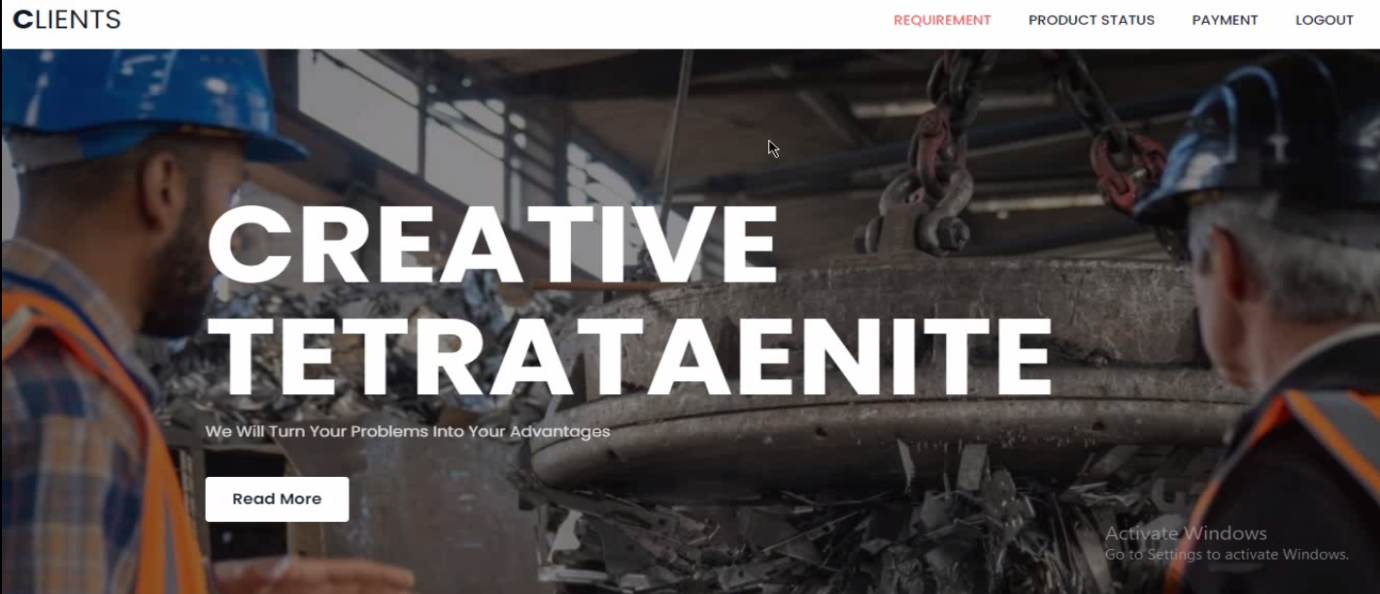 CLIENTS
REQUIREMENT PRODUCT STATUS PAYMENT LOGOUT
CREATIVE
TETRATAENITE
We Will Turn Your Problems Into Your Advantages
Read More
Activate Windows
Go to Settings to activate Windows.